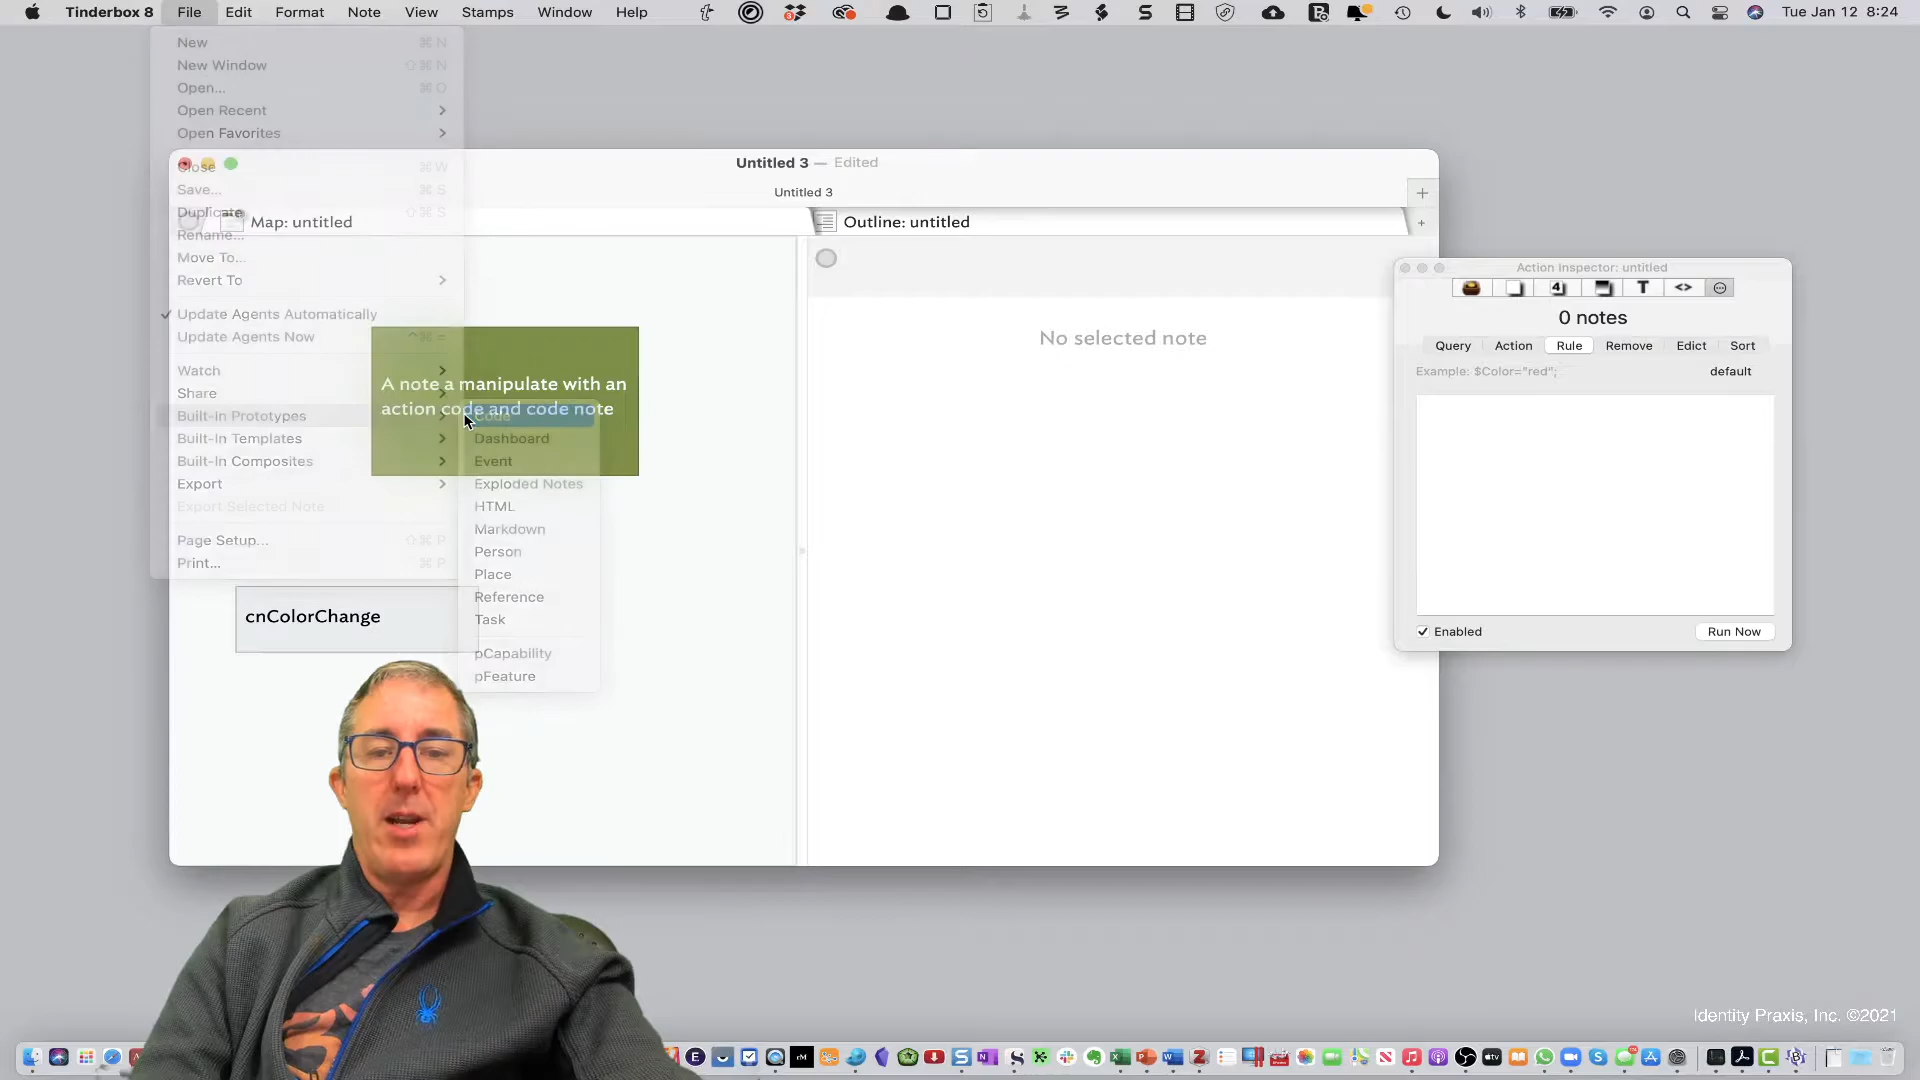 Tinderbox 8 File Edit Format Note View Stamps Window Help Tue Jan 12 8:24
New ⌘ N
New Window ⇧ ⌘ N
Open... ⌘ O
Open Recent
Open Favorites
Close ⌘ W
Save... ⌘ S
Duplicate ⇧ ⌘ S
Rename...
Move To...
Revert To
✓ Update Agents Automatically
Update Agents Now ^ ⌘ =
Watch
Share
Built-In Prototypes
Built-In Templates
Built-In Composites
Export
Export Selected Note
Page Setup... ⇧ ⌘ P
Print... ⌘ P
Code
Dashboard
Event
Exploded Notes
HTML
Markdown
Person
Place
Reference
Task
pCapability
pFeature
Untitled 3 — Edited
Untitled 3
Map: untitled
Outline: untitled
A note a manipulate with an
action code and code note
cnColorChange
No selected note
Action Inspector: untitled
0 notes
Query Action Rule Remove Edict Sort
Example: $Color="red"; default
Enabled Run Now
Identity Praxis, Inc. ©2021